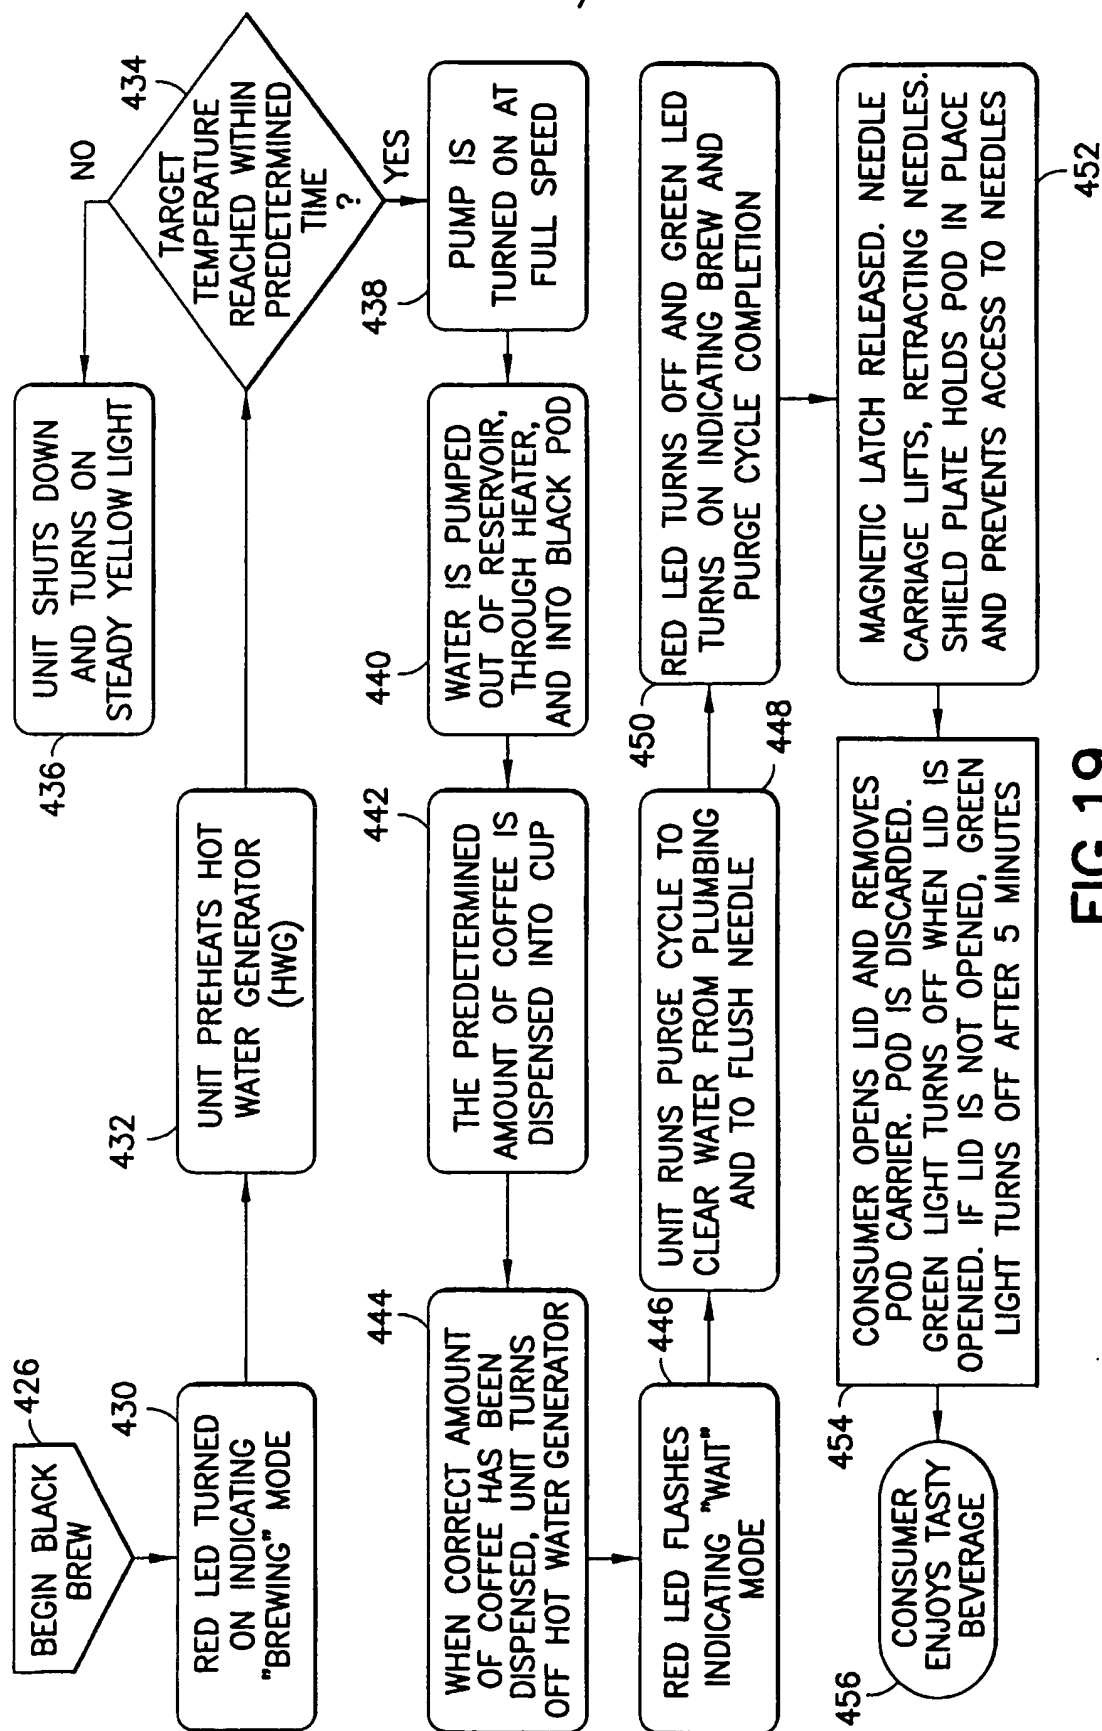 426
BEGIN BLACK
BREW
430
RED LED TURNED
ON INDICATING
"BREWING" MODE
432
UNIT PREHEATS HOT
WATER GENERATOR
(HWG)
434
TARGET
TEMPERATURE
REACHED WITHIN
PREDETERMINED
TIME
?
NO
YES
436
UNIT SHUTS DOWN
AND TURNS ON
STEADY YELLOW LIGHT
438
PUMP IS
TURNED ON AT
FULL SPEED
440
WATER IS PUMPED
OUT OF RESERVOIR,
THROUGH HEATER,
AND INTO BLACK POD
442
THE PREDETERMINED
AMOUNT OF COFFEE IS
DISPENSED INTO CUP
444
WHEN CORRECT AMOUNT
OF COFFEE HAS BEEN
DISPENSED, UNIT TURNS
OFF HOT WATER GENERATOR
446
RED LED FLASHES
INDICATING "WAIT"
MODE
448
UNIT RUNS PURGE CYCLE TO
CLEAR WATER FROM PLUMBING
AND TO FLUSH NEEDLE
450
RED LED TURNS OFF AND GREEN LED
TURNS ON INDICATING BREW AND
PURGE CYCLE COMPLETION
452
MAGNETIC LATCH RELEASED. NEEDLE
CARRIAGE LIFTS, RETRACTING NEEDLES.
SHIELD PLATE HOLDS POD IN PLACE
AND PREVENTS ACCESS TO NEEDLES
454
CONSUMER OPENS LID AND REMOVES
POD CARRIER. POD IS DISCARDED.
GREEN LIGHT TURNS OFF WHEN LID IS
OPENED. IF LID IS NOT OPENED, GREEN
LIGHT TURNS OFF AFTER 5 MINUTES
456
CONSUMER
ENJOYS TASTY
BEVERAGE
FIG.19